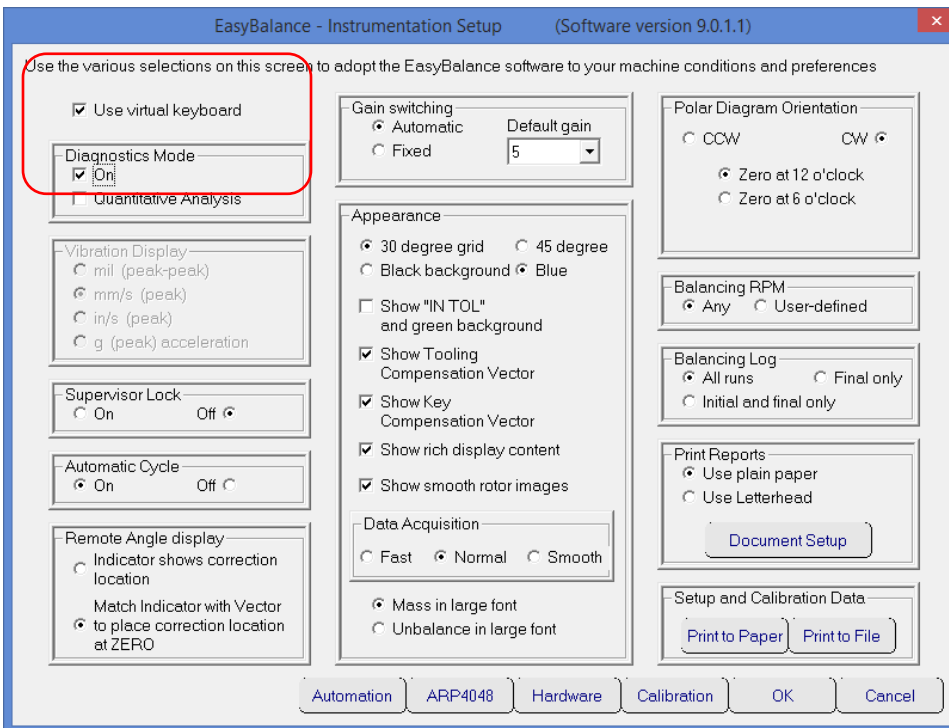 EasyBalance - Instrumentation Setup (Software version 9.0.1.1)
Use the various selections on this screen to adopt the EasyBalance software to your machine conditions and preferences
Use virtual keyboard
Diagnostics Mode
On
Quantitative Analysis
Vibration Display
mil (peak-peak)
mm/s (peak)
in/s (peak)
g (peak) acceleration
Supervisor Lock
On Off
Automatic Cycle
On Off
Remote Angle display
Indicator shows correction
location
Match Indicator with Vector
to place correction location
at ZERO
Gain switching
Automatic Default gain
Fixed 5
Appearance
30 degree grid 45 degree
Black background Blue
Show "IN TOL"
and green background
Show Tooling
Compensation Vector
Show Key
Compensation Vector
Show rich display content
Show smooth rotor images
Data Acquisition
Fast Normal Smooth
Mass in large font
Unbalance in large font
Polar Diagram Orientation
CCW CW
Zero at 12 o'clock
Zero at 6 o'clock
Balancing RPM
Any User-defined
Balancing Log
All runs Final only
Initial and final only
Print Reports
Use plain paper
Use Letterhead
Document Setup
Setup and Calibration Data
Print to Paper Print to File
Automation ARP4048 Hardware Calibration OK Cancel